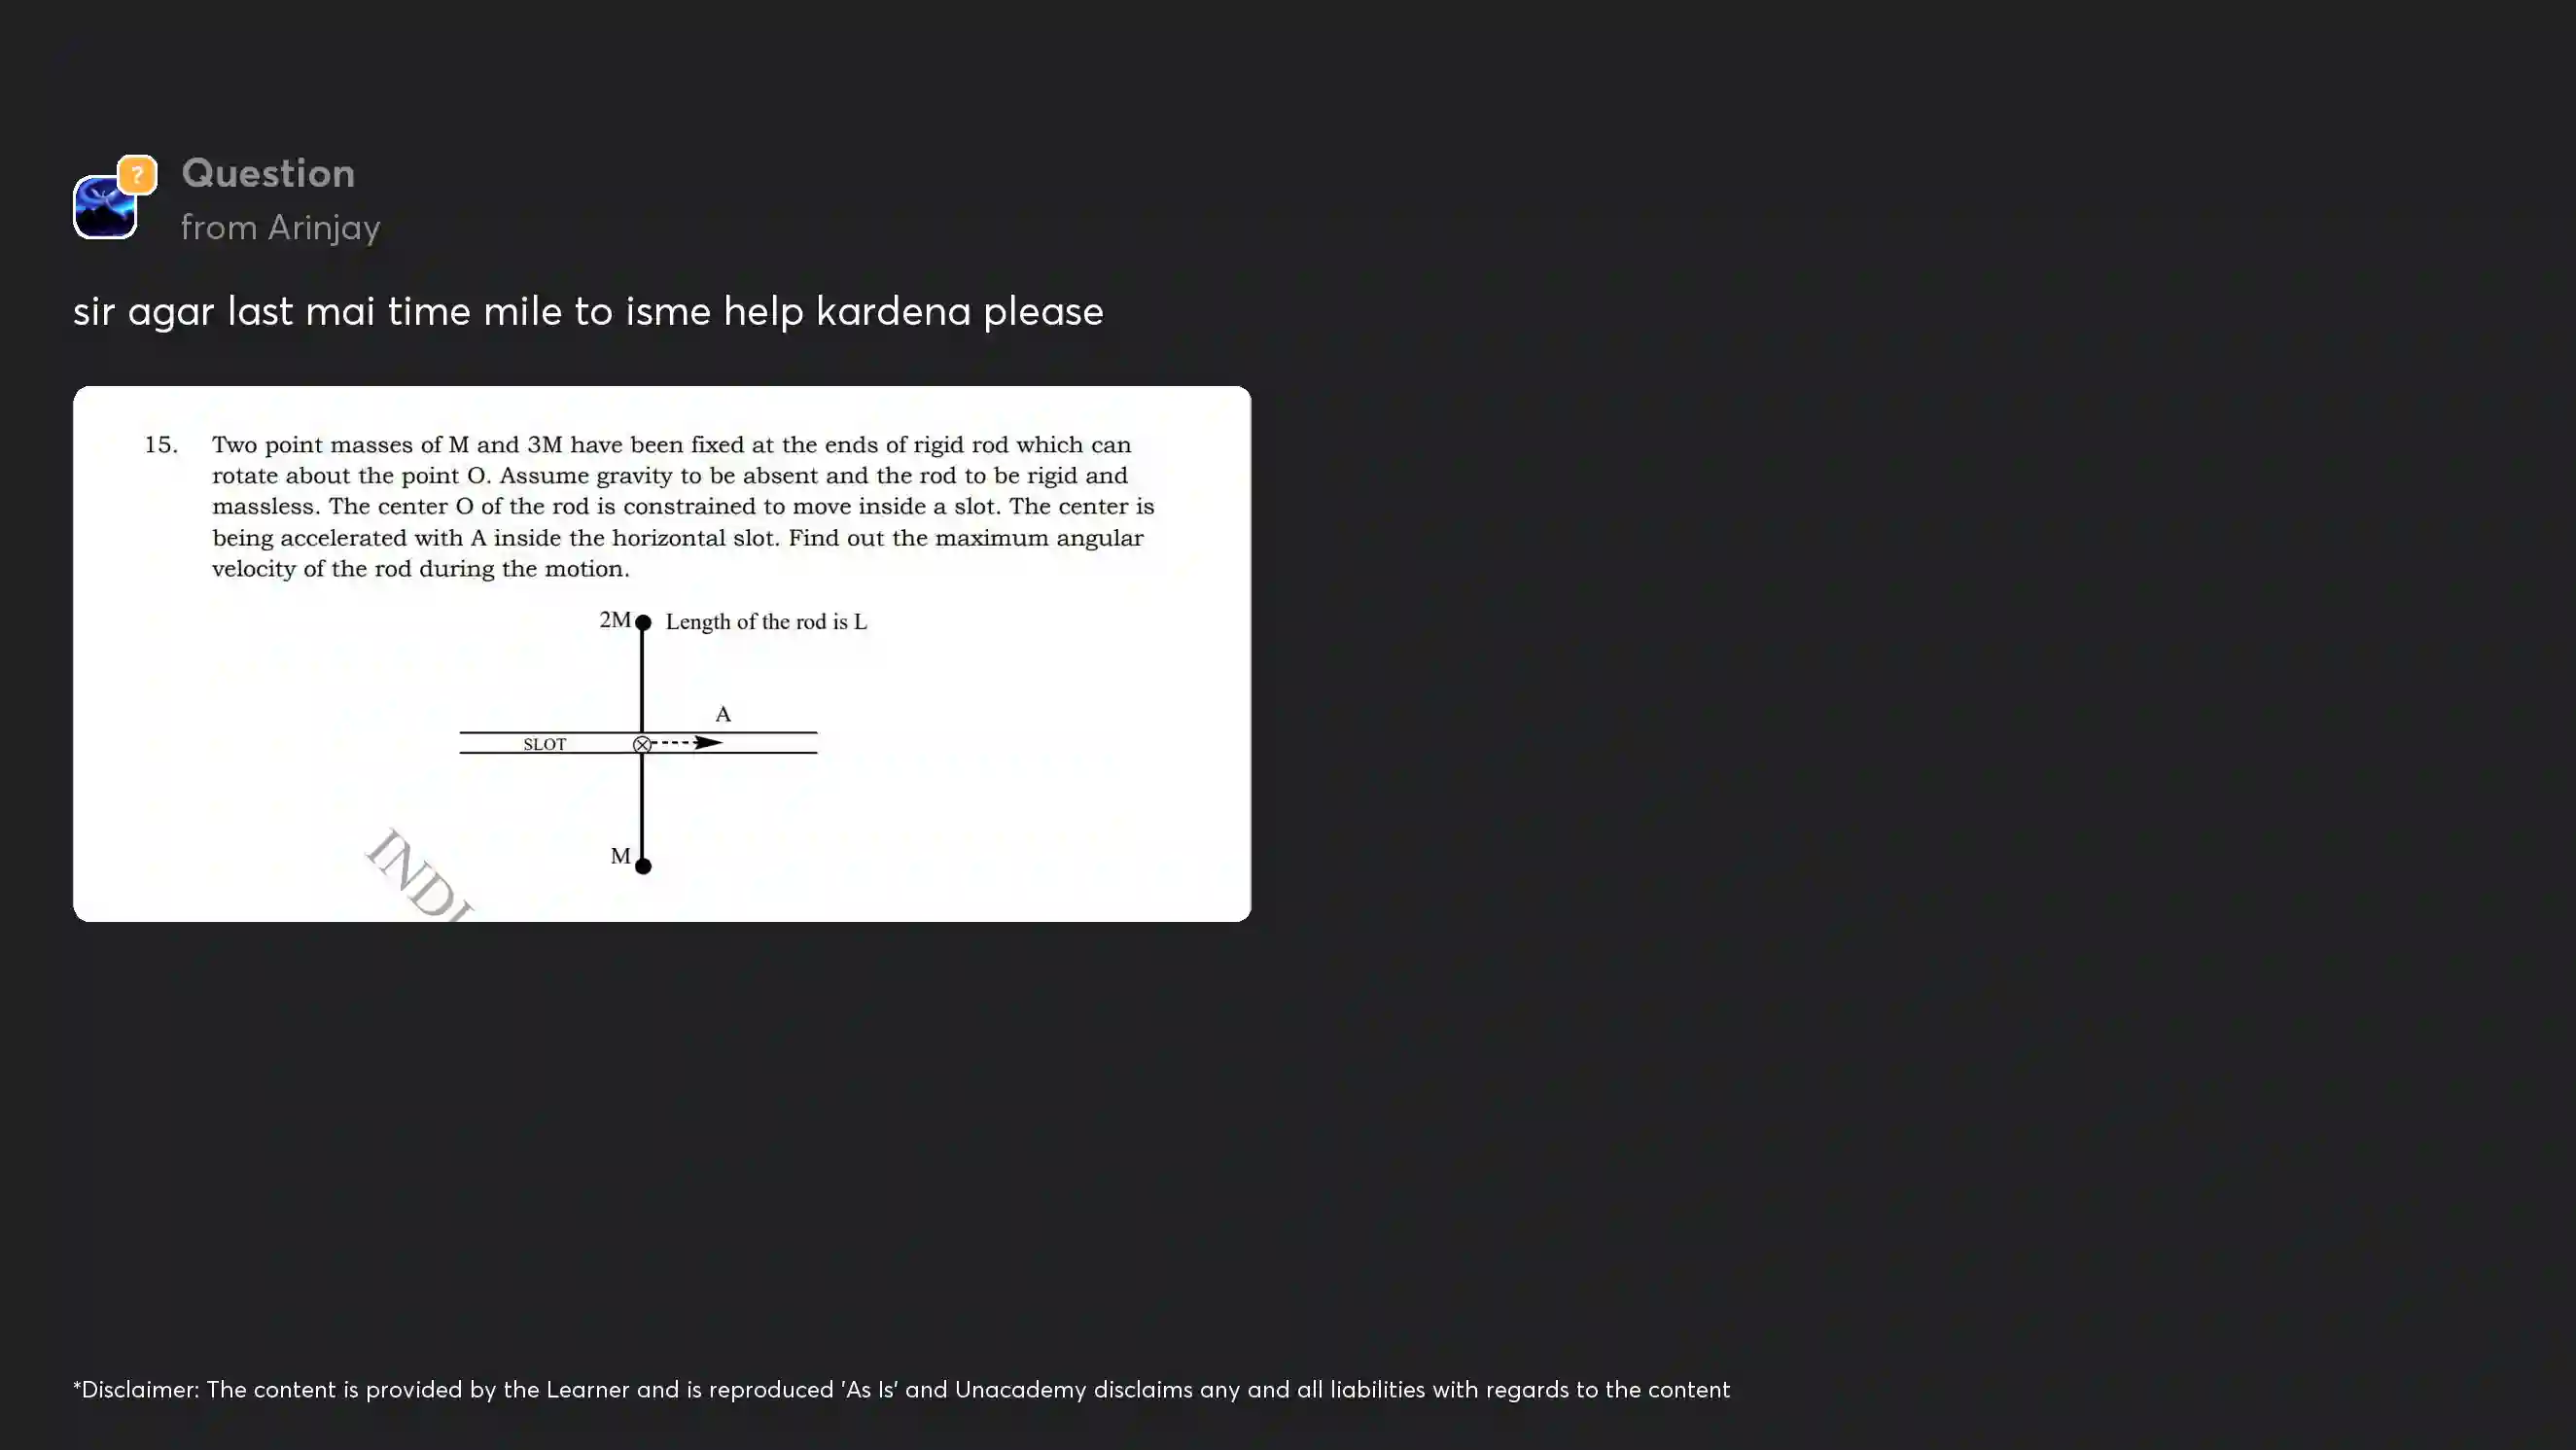 ?
Question
from Arinjay
sir agar last mai time mile to isme help kardena please
15. Two point masses of M and 3M have been fixed at the ends of rigid rod which can
rotate about the point O. Assume gravity to be absent and the rod to be rigid and
massless. The center O of the rod is constrained to move inside a slot. The center is
being accelerated with A inside the horizontal slot. Find out the maximum angular
velocity of the rod during the motion.
2M Length of the rod is L
A
SLOT
M
INDI
*Disclaimer: The content is provided by the Learner and is reproduced 'As Is' and Unacademy disclaims any and all liabilities with regards to the content